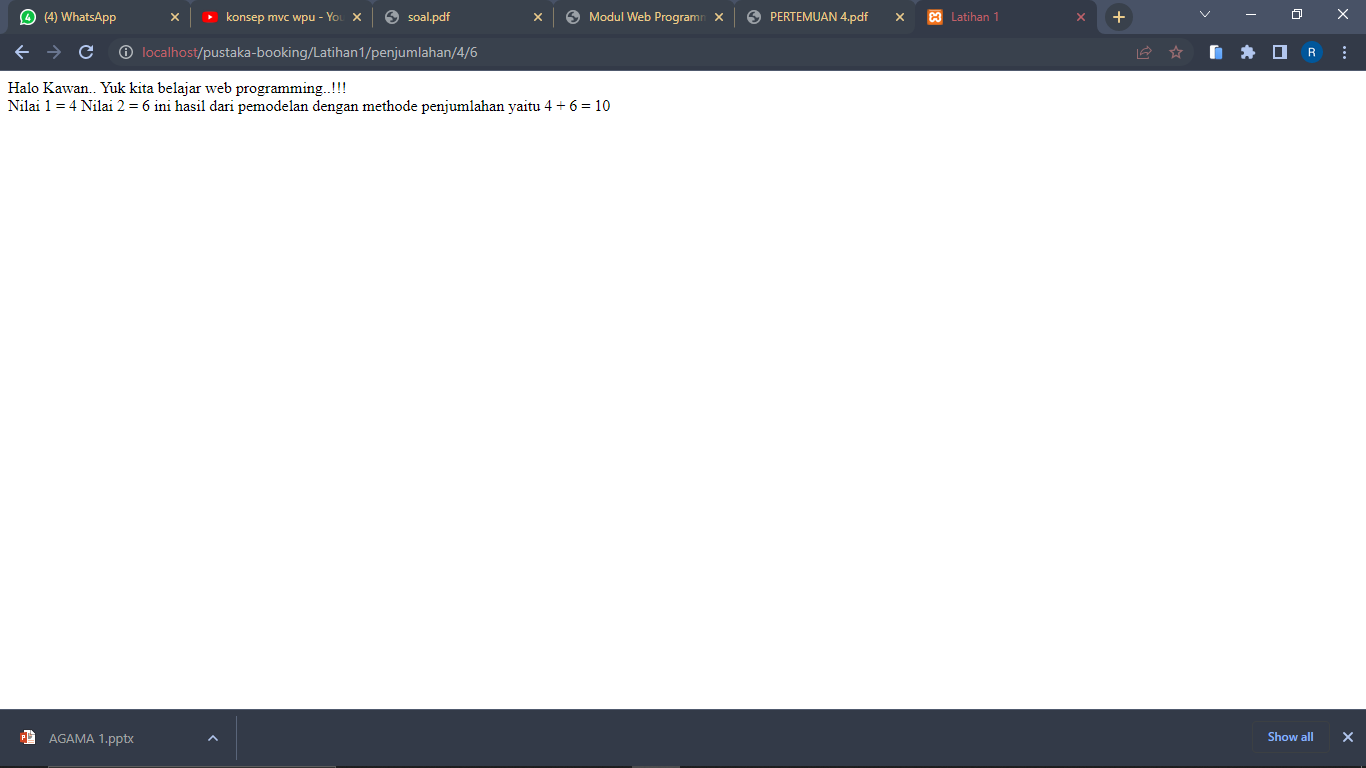 (4) WhatsApp
konsep mvc wpu - You
soal.pdf
Modul Web Programm
PERTEMUAN 4.pdf
Latihan 1
localhost/pustaka-booking/Latihan1/penjumlahan/4/6
R
Halo Kawan.. Yuk kita belajar web programming..!!!
Nilai 1 = 4 Nilai 2 = 6 ini hasil dari pemodelan dengan methode penjumlahan yaitu 4 + 6 = 10
AGAMA 1.pptx
Show all